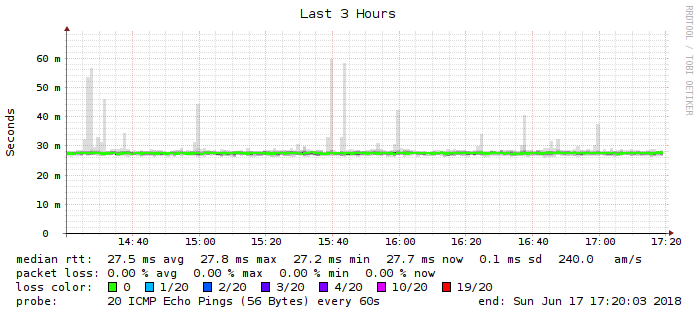 Last 3 Hours
RRDTOOL / TOBI OETIKER
Seconds
60 m
50 m
40 m
30 m
20 m
10 m
0
14:40 15:00 15:20 15:40 16:00 16:20 16:40 17:00 17:20
median rtt: 27.5 ms avg 27.8 ms max 27.2 ms min 27.7 ms now 0.1 ms sd 240.0 am/s
packet loss: 0.00 % avg 0.00 % max 0.00 % min 0.00 % now
loss color: 0 1/20 2/20 3/20 4/20 10/20 19/20
probe: 20 ICMP Echo Pings (56 Bytes) every 60s end: Sun Jun 17 17:20:03 2018